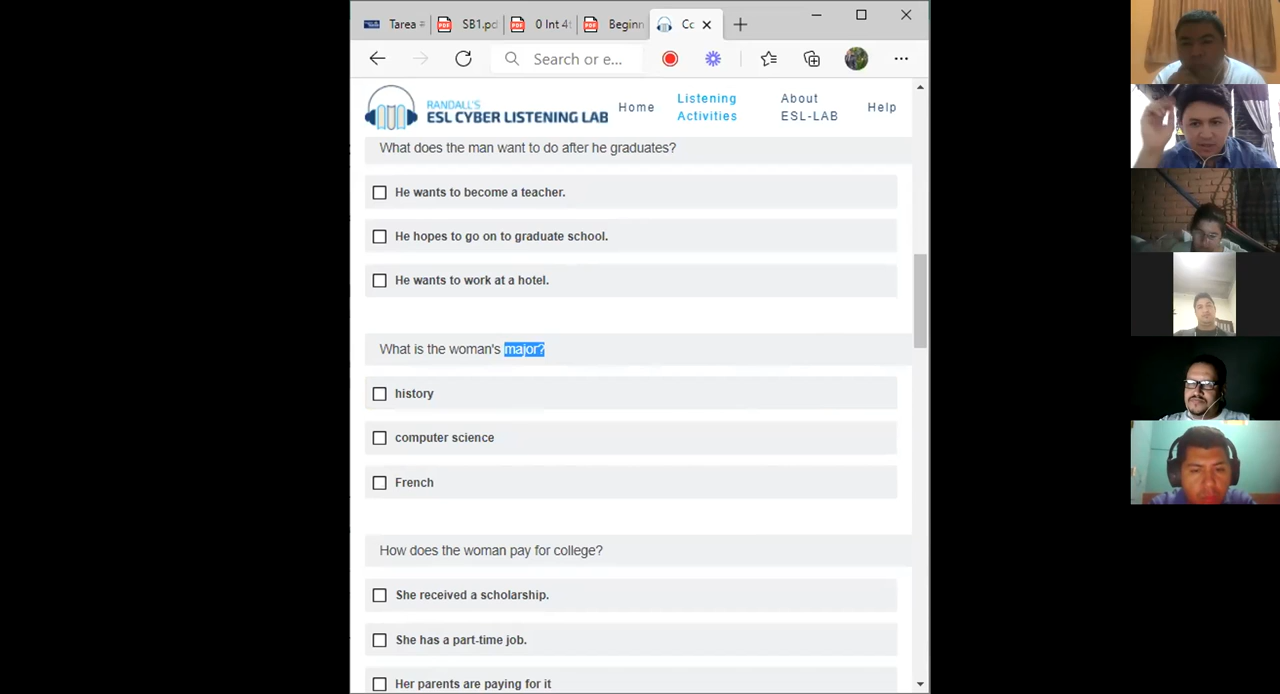 Tarea
SB1.pd
0 Int 4
Beginn
Cc
Search or e...
RANDALL'S
ESL CYBER LISTENING LAB
Home
Listening
Activities
About
ESL-LAB
Help
What does the man want to do after he graduates?
He wants to become a teacher.
He hopes to go on to graduate school.
He wants to work at a hotel.
What is the woman's major?
history
computer science
French
How does the woman pay for college?
She received a scholarship.
She has a part-time job.
Her parents are paying for it